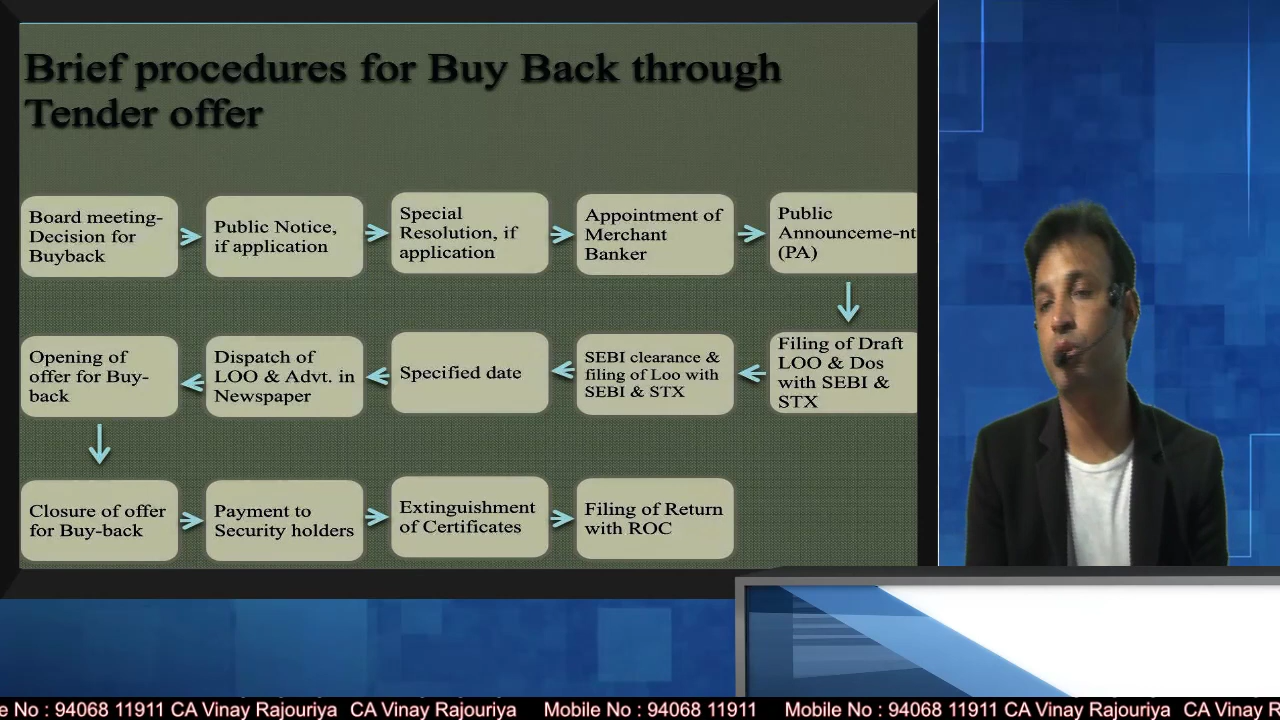 Brief procedures for Buy Back through
Tender offer
Board meeting-
Decision for
Buyback
Public Notice,
if application
Special
Resolution, if
application
Appointment of
Merchant
Banker
Public
Announceme-nt
(PA)
Filing of Draft
LOO & Dos
with SEBI &
STX
SEBI clearance &
filing of Loo with
SEBI & STX
Specified date
Dispatch of
LOO & Advt. in
Newspaper
Opening of
offer for Buy-
back
Closure of offer
for Buy-back
Payment to
Security holders
Extinguishment
of Certificates
Filing of Return
with ROC
e No : 94068 11911 CA Vinay Rajouriya CA Vinay Rajouriya Mobile No : 94068 11911 Mobile No : 94068 11911 CA Vinay Rajouriya CA Vinay R